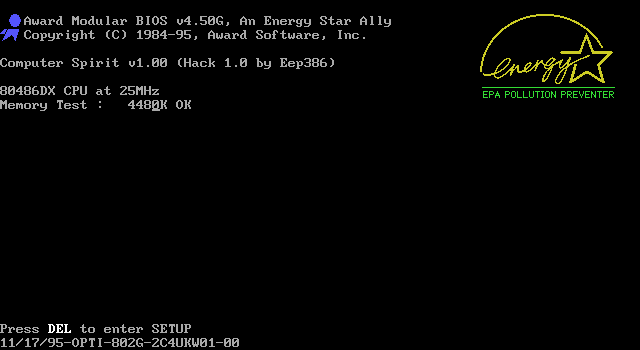 Award Modular BIOS v4.50G, An Energy Star Ally
Copyright (C) 1984-95, Award Software, Inc.
energy
EPA POLLUTION PREVENTER
Computer Spirit v1.00 (Hack 1.0 by Eep386)
80486DX CPU at 25MHz
Memory Test :   4480K OK
Press DEL to enter SETUP
11/17/95-OPTI-802G-2C4UKW01-00